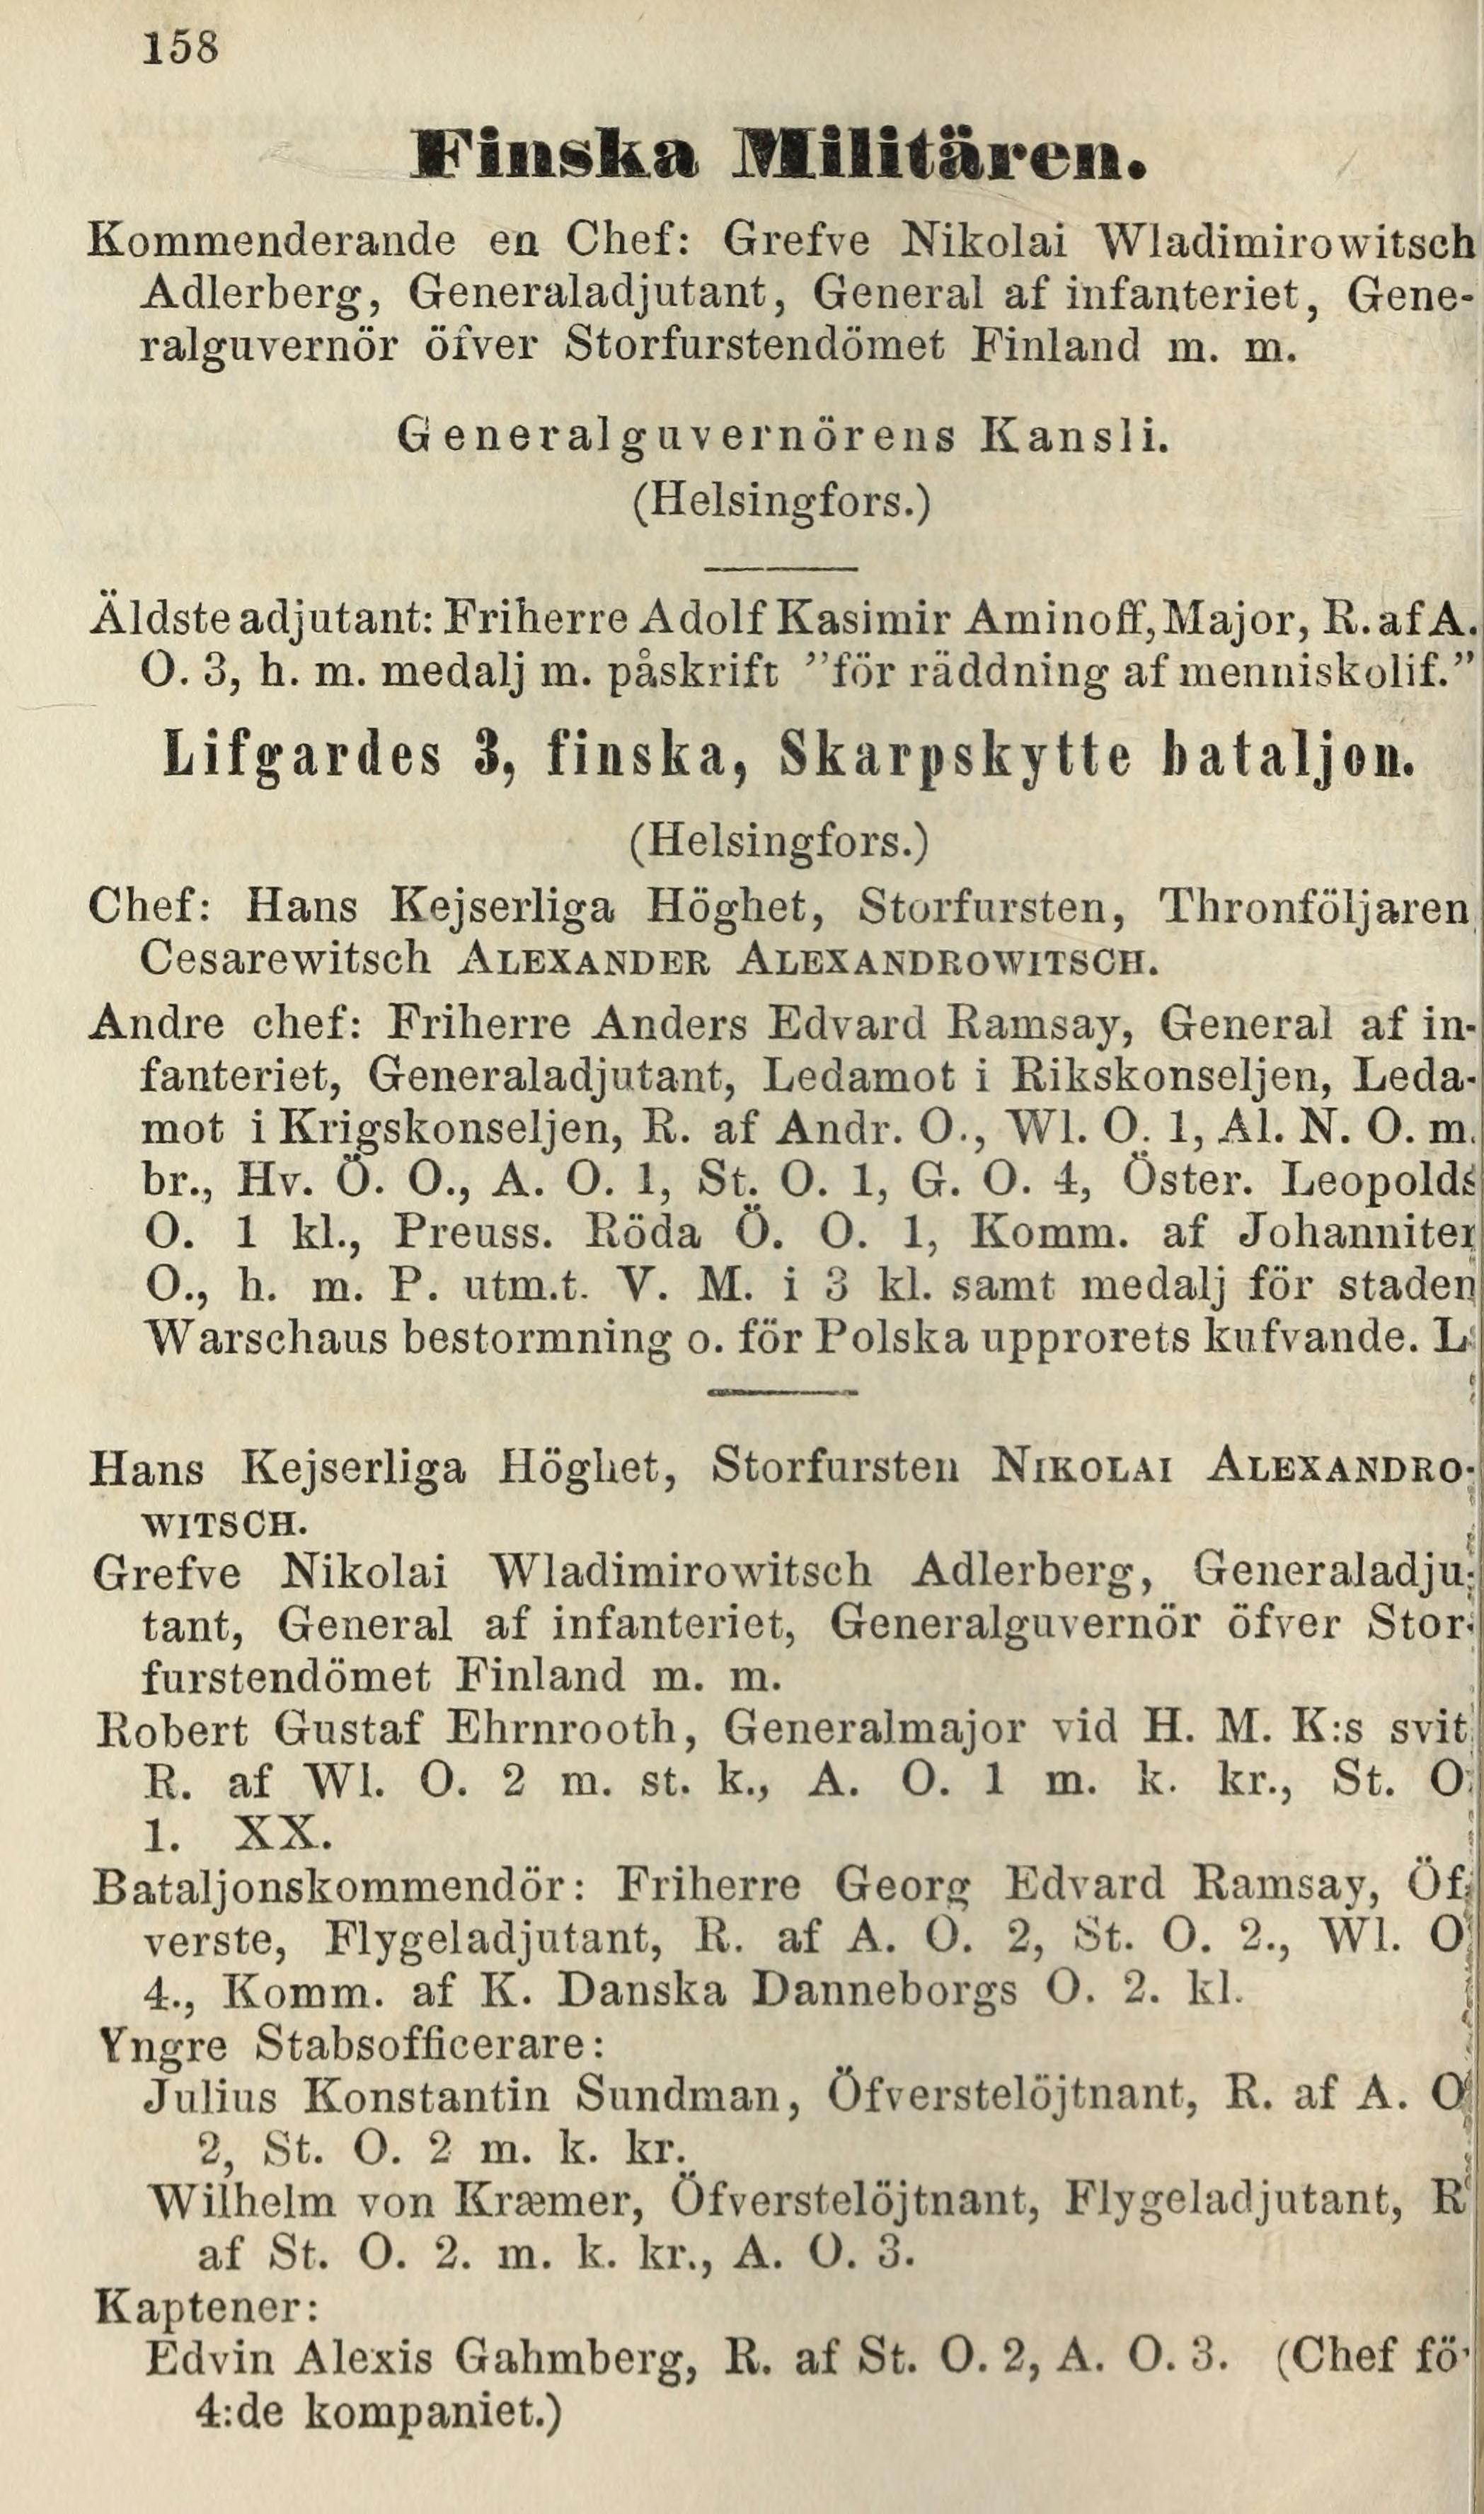 158
Finska Militären.
Kommenderande en Chef: Grefve Nikolai Wladimirowitsch
Adlerberg, Generaladjutant, General af infanteriet, Gene-
ralguvernör öfver Storfurstendömet Finland m. m.
Generalguvernörens Kansli.
(Helsingfors.)
Äldste adjutant: Friherre Adolf Kasimir Aminoff, Major, R. af A.
O. 3, h. m. medalj m. påskrift ”för räddning af menniskolif.”
Lifgardes 3, finska, Skarpskytte bataljon.
(Helsingfors.)
Chef: Hans Kejserliga Höghet, Storfursten, Thronföljaren
Cesarewitsch ALEXANDER ALEXANDROWITSCH.
Andre chef: Friherre Anders Edvard Ramsay, General af in-
fanteriet, Generaladjutant, Ledamot i Rikskonseljen, Leda-
mot i Krigskonseljen, R. af Andr. O., Wl. O. 1, Al. N. O. m.
br., Hv. Ö. O., A. O. 1, St. O. 1, G. O. 4, Öster. Leopolds
O. 1 kl., Preuss. Röda Ö. O. 1, Komm. af Johanniter
O., h. m. P. utm.t. V. M. i 3 kl. samt medalj för staden
Warschaus bestormning o. för Polska upprorets kufvande. L
Hans Kejserliga Höghet, Storfursten NIKOLAI ALEXANDRO-
WITSCH.
Grefve Nikolai Wladimirowitsch Adlerberg, Generaladju-
tant, General af infanteriet, Generalguvernör öfver Stor-
furstendömet Finland m. m.
Robert Gustaf Ehrnrooth, Generalmajor vid H. M. K:s svit
R. af Wl. O. 2 m. st. k., A. O. 1 m. k. kr., St. O.
1. XX.
Bataljonskommendör: Friherre Georg Edvard Ramsay, Öf-
verste, Flygeladjutant, R. af A. O. 2, St. O. 2., Wl. O
4., Komm. af K. Danska Danneborgs O. 2. kl.
Yngre Stabsofficerare:
Julius Konstantin Sundman, Öfverstelöjtnant, R. af A. O
2, St. O. 2 m. k. kr.
Wilhelm von Kræmer, Öfverstelöjtnant, Flygeladjutant, R
af St. O. 2. m. k. kr., A. O. 3.
Kaptener:
Edvin Alexis Gahmberg, R. af St. O. 2, A. O. 3. (Chef fö
4:de kompaniet.)